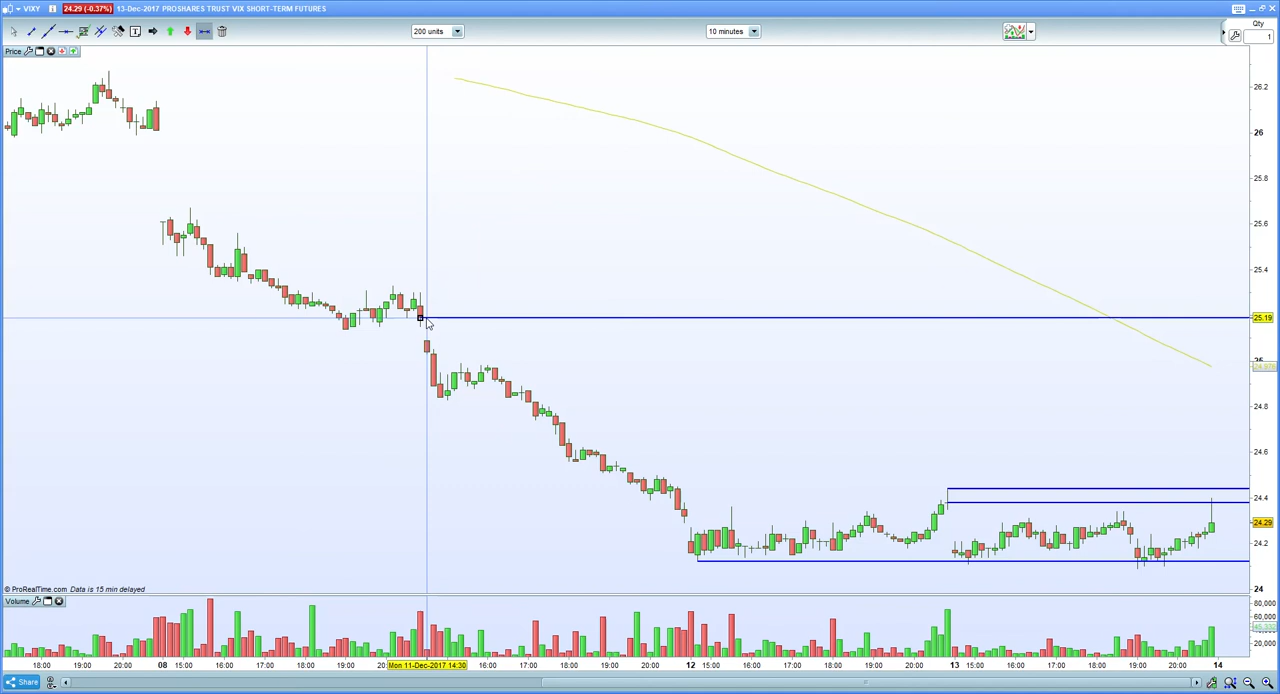 VIXY 24.29 (-0.37%) 13-Dec-2017 PROSHARES TRUST VIX SHORT-TERM FUTURES
200 units
10 minutes
Qty
1
Price
26.2
26
25.8
25.6
25.4
25.19
25
24.8
24.6
24.4
24.29
24.2
24
© ProRealTime.com Data is 15 min delayed
Volume
80,000
60,000
20,000
18:00 19:00 20:00 08 15:00 16:00 17:00 18:00 19:00 Mon 11-Dec-2017 14:30 16:00 17:00 18:00 19:00 20:00 12 15:00 16:00 17:00 18:00 19:00 20:00 13 16:00 17:00 18:00 19:00 20:00 14
Share